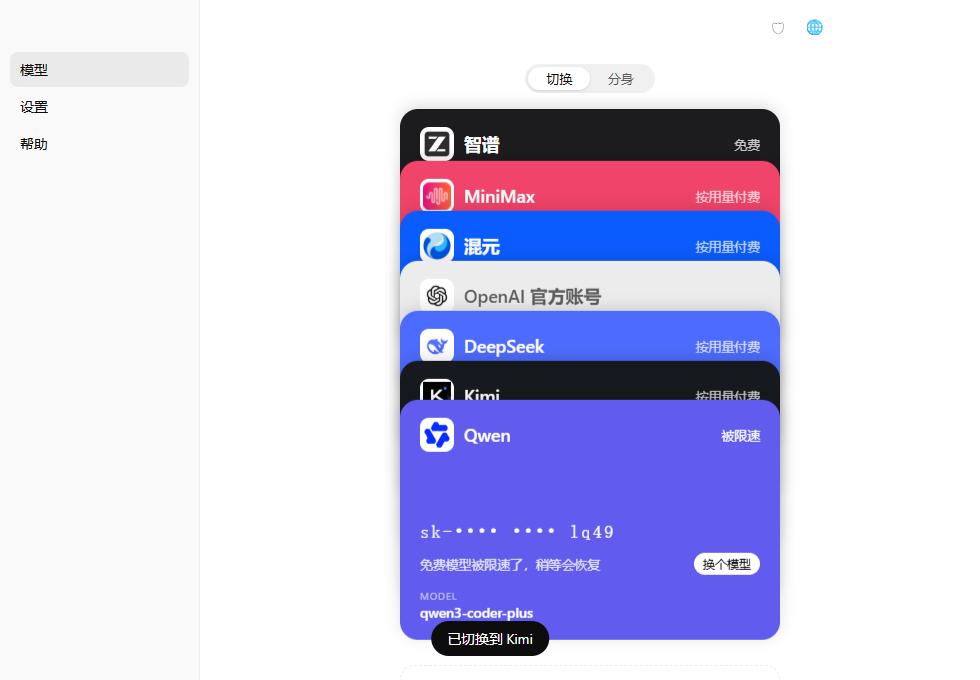 模型
设置
帮助
切换
分身
智谱
免费
MiniMax
按用量付费
混元
按用量付费
OpenAI 官方账号
DeepSeek
按用量付费
Kimi
按用量付费
Qwen
被限速
sk-•••• •••• lq49
免费模型被限速了，稍等会恢复
换个模型
MODEL
qwen3-coder-plus
已切换到 Kimi